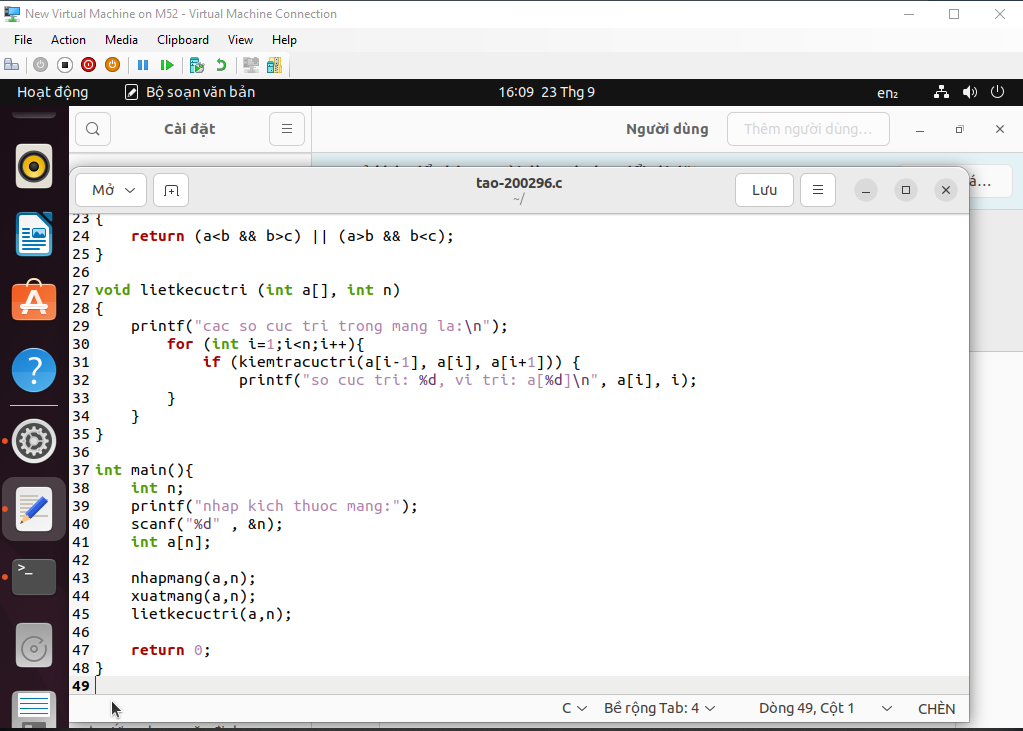 New Virtual Machine on M52 - Virtual Machine Connection
File Action Media Clipboard View Help
Hoạt động Bộ soạn văn bản 16:09 23 Thg 9 en₂
Cài đặt Người dùng Thêm người dùng...
á...
Mở tao-200296.c Lưu
~/
23 {
24 return (a<b && b>c) || (a>b && b<c);
25 }
26
27 void lietkecuctri (int a[], int n)
28 {
29 printf("cac so cuc tri trong mang la:\n");
30 for (int i=1;i<n;i++){
31 if (kiemtracuctri(a[i-1], a[i], a[i+1])) {
32 printf("so cuc tri: %d, vi tri: a[%d]\n", a[i], i);
33 }
34 }
35 }
36
37 int main(){
38 int n;
39 printf("nhap kich thuoc mang:");
40 scanf("%d" , &n);
41 int a[n];
42
43 nhapmang(a,n);
44 xuatmang(a,n);
45 lietkecuctri(a,n);
46
47 return 0;
48 }
49
C Bề rộng Tab: 4 Dòng 49, Cột 1 CHÈN